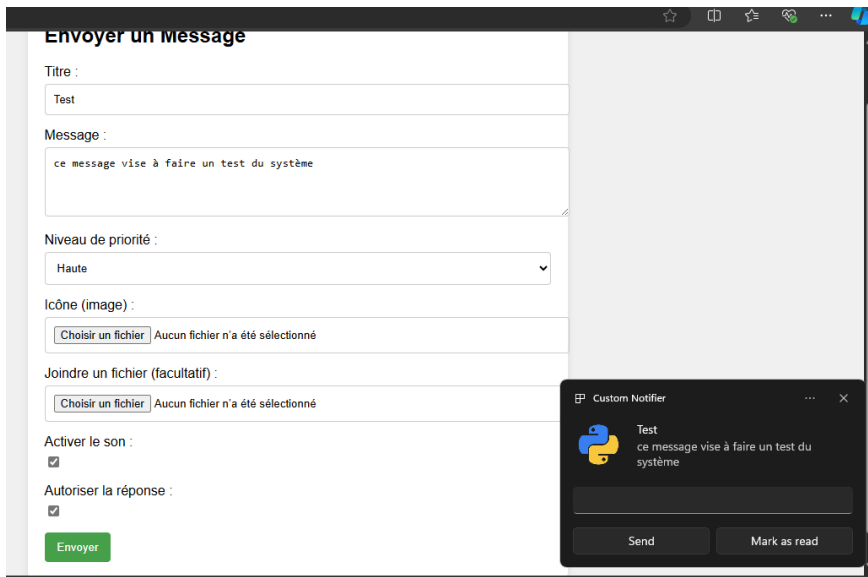 Envoyer un Message
Titre :
Test
Message :
ce message vise à faire un test du système
Niveau de priorité :
Haute
Icône (image) :
Choisir un fichier Aucun fichier n'a été sélectionné
Joindre un fichier (facultatif) :
Choisir un fichier Aucun fichier n'a été sélectionné
Activer le son :
Autoriser la réponse :
Envoyer
Custom Notifier
Test
ce message vise à faire un test du
système
Send Mark as read